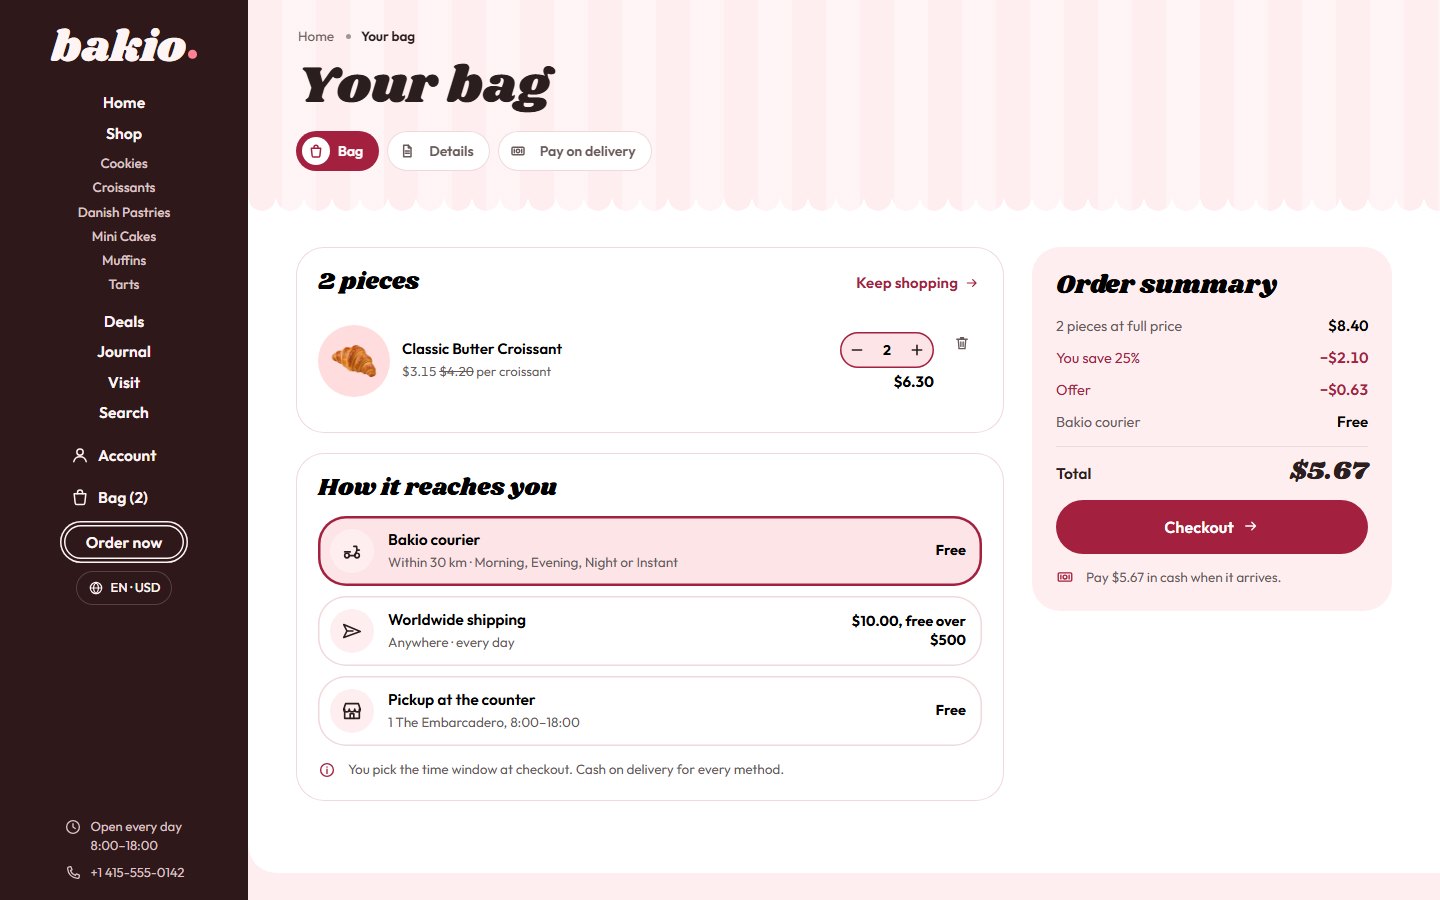 bakio.
Home
Shop
Cookies
Croissants
Danish Pastries
Mini Cakes
Muffins
Tarts
Deals
Journal
Visit
Search
Account
Bag (2)
Order now
EN · USD
Open every day
8:00–18:00
+1 415-555-0142
Home • Your bag
Your bag
Bag
Details
Pay on delivery
2 pieces
Keep shopping →
Classic Butter Croissant
$3.15 $4.20 per croissant
− 2 +
$6.30
How it reaches you
Bakio courier
Within 30 km · Morning, Evening, Night or Instant
Free
Worldwide shipping
Anywhere · every day
$10.00, free over
$500
Pickup at the counter
1 The Embarcadero, 8:00–18:00
Free
You pick the time window at checkout. Cash on delivery for every method.
Order summary
2 pieces at full price $8.40
You save 25% −$2.10
Offer −$0.63
Bakio courier Free
Total $5.67
Checkout →
Pay $5.67 in cash when it arrives.